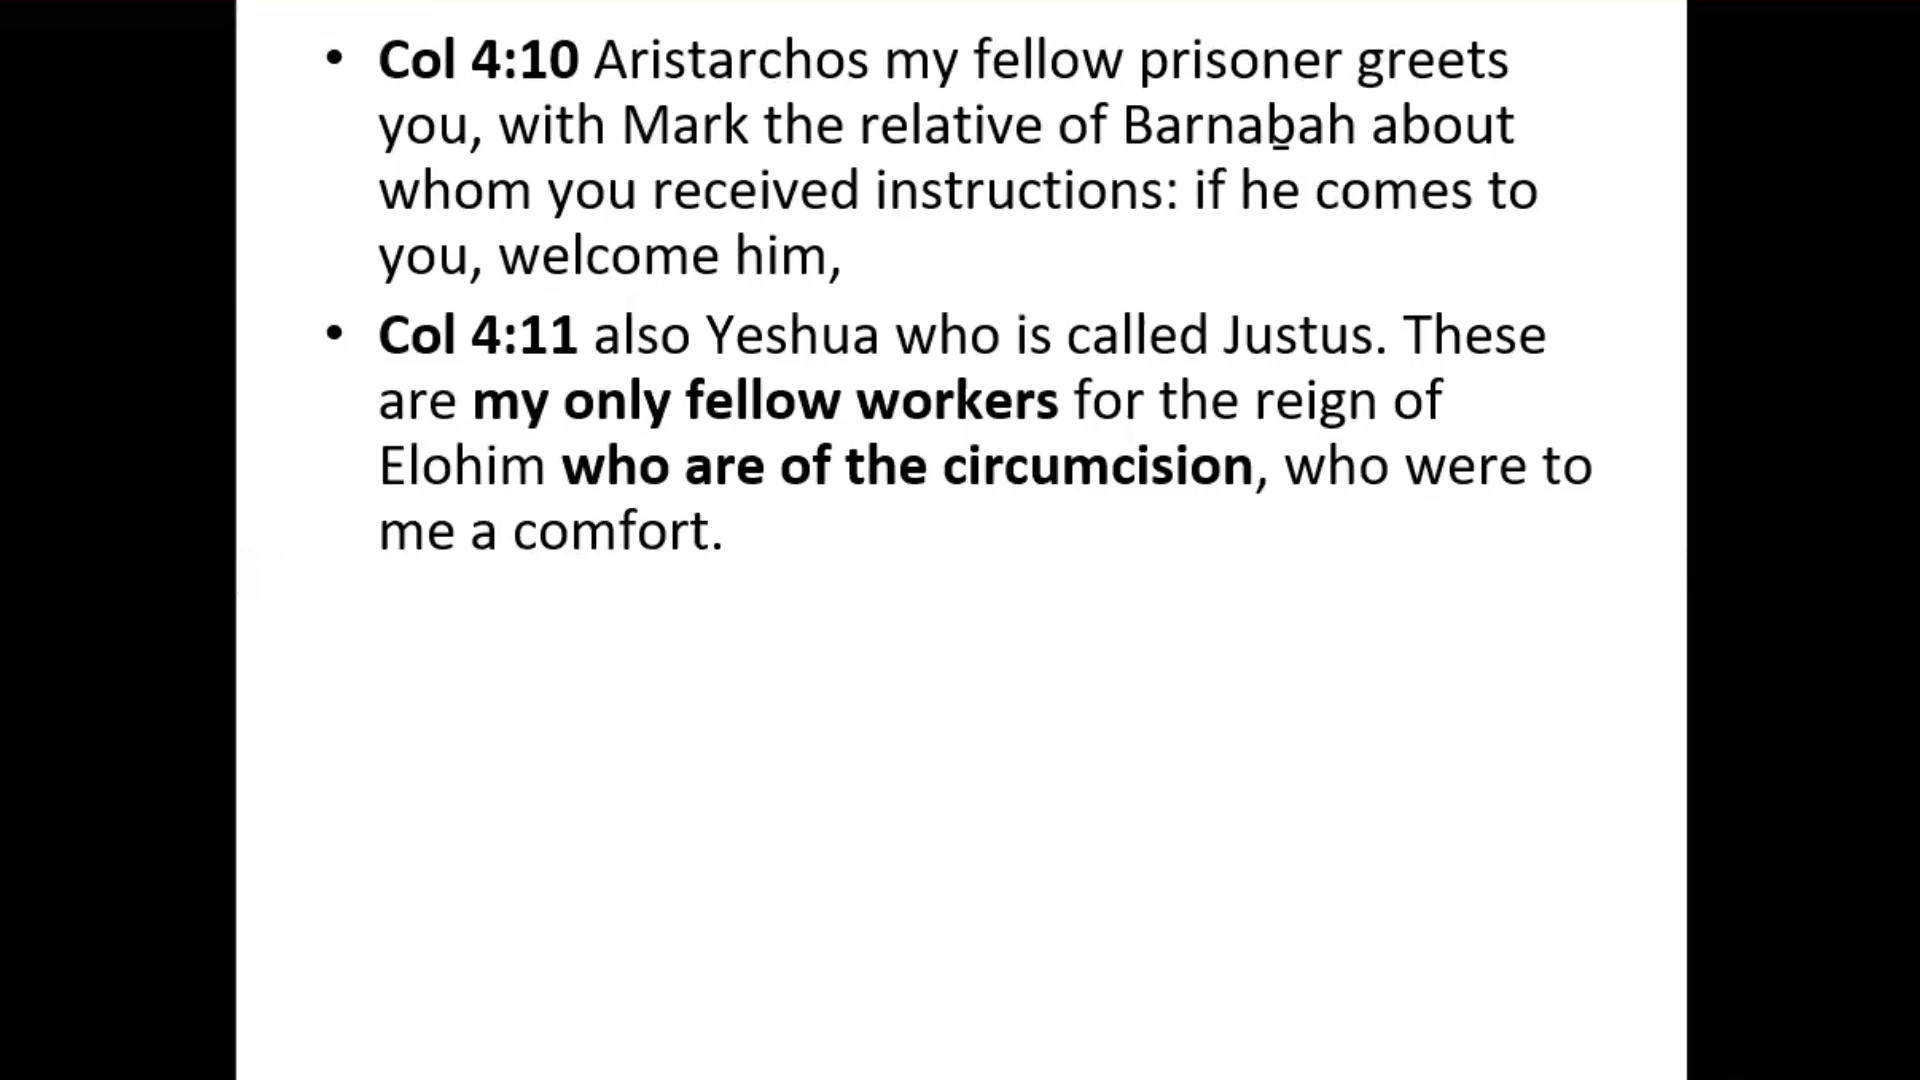 • Col 4:10 Aristarchos my fellow prisoner greets
you, with Mark the relative of Barnaḇah about
whom you received instructions: if he comes to
you, welcome him,
• Col 4:11 also Yeshua who is called Justus. These
are my only fellow workers for the reign of
Elohim who are of the circumcision, who were to
me a comfort.